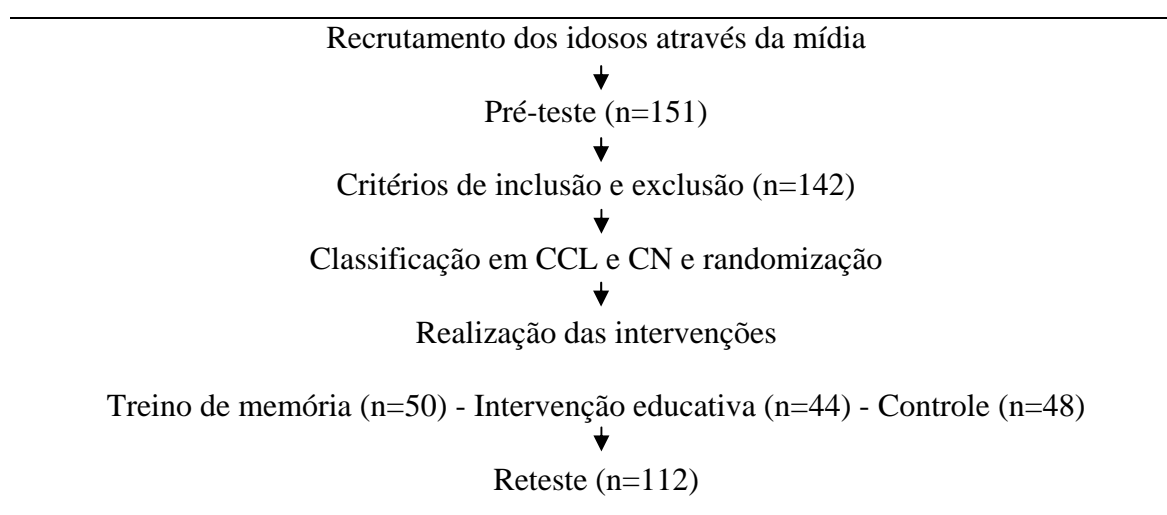 Recrutamento dos idosos através da mídia
Pré-teste (n=151)
Critérios de inclusão e exclusão (n=142)
Classificação em CCL e CN e randomização
Realização das intervenções
Treino de memória (n=50) - Intervenção educativa (n=44) - Controle (n=48)
Reteste (n=112)